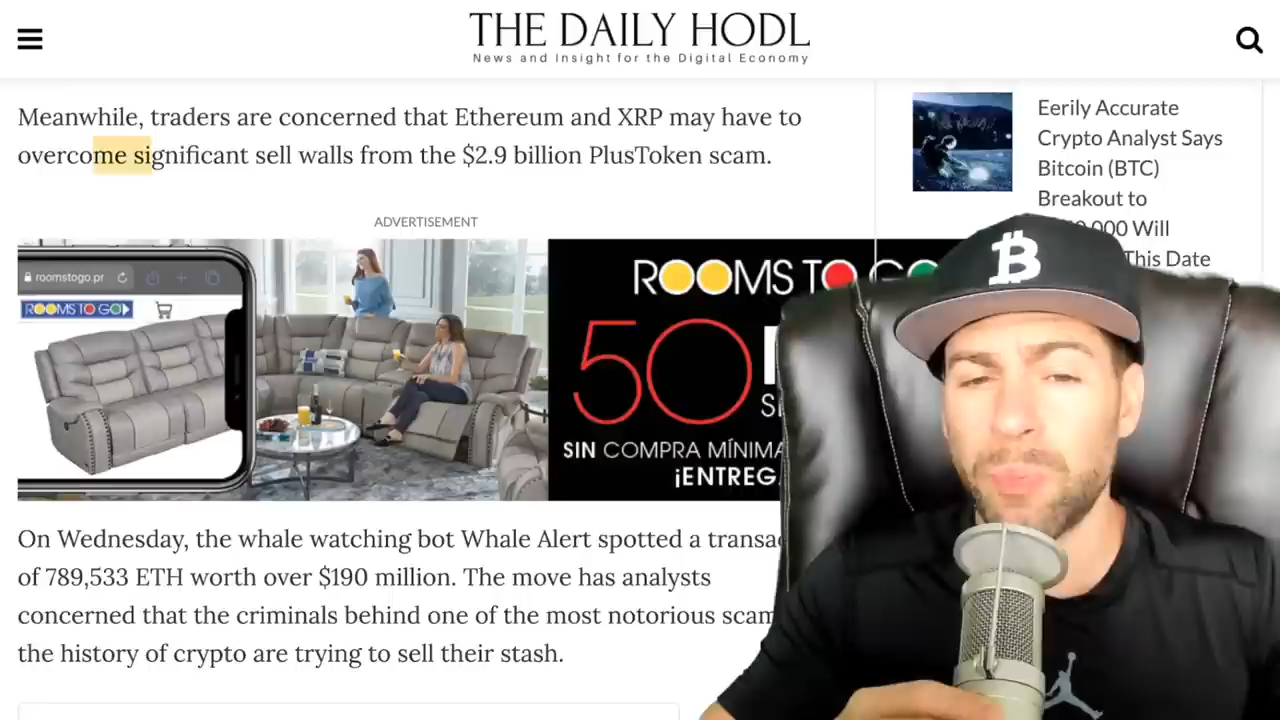 THE DAILY HODL
News and Insight for the Digital Economy
Meanwhile, traders are concerned that Ethereum and XRP may have to
overcome significant sell walls from the $2.9 billion PlusToken scam.
Eerily Accurate
Crypto Analyst Says
Bitcoin (BTC)
Breakout to
000 Will
This Date
ADVERTISEMENT
roomstogo.pr
ROOMS TO GO
ROOMS TO GO
50
SIN COMPRA MÍNIMA
¡ENTREG
On Wednesday, the whale watching bot Whale Alert spotted a
of 789,533 ETH worth over $190 million. The move has analysts
concerned that the criminals behind one of the most notorious scam
the history of crypto are trying to sell their stash.